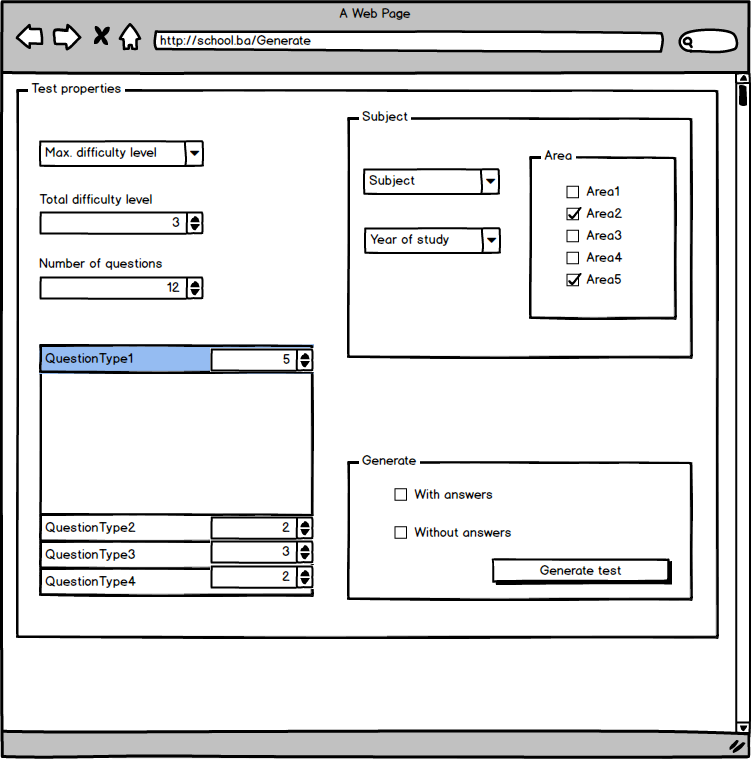 A Web Page
http://school.ba/Generate
Test properties
Max. difficulty level
Total difficulty level
3
Number of questions
12
QuestionType1 5
QuestionType2 2
QuestionType3 3
QuestionType4 2
Subject
Subject
Year of study
Area
Area1
Area2
Area3
Area4
Area5
Generate
With answers
Without answers
Generate test